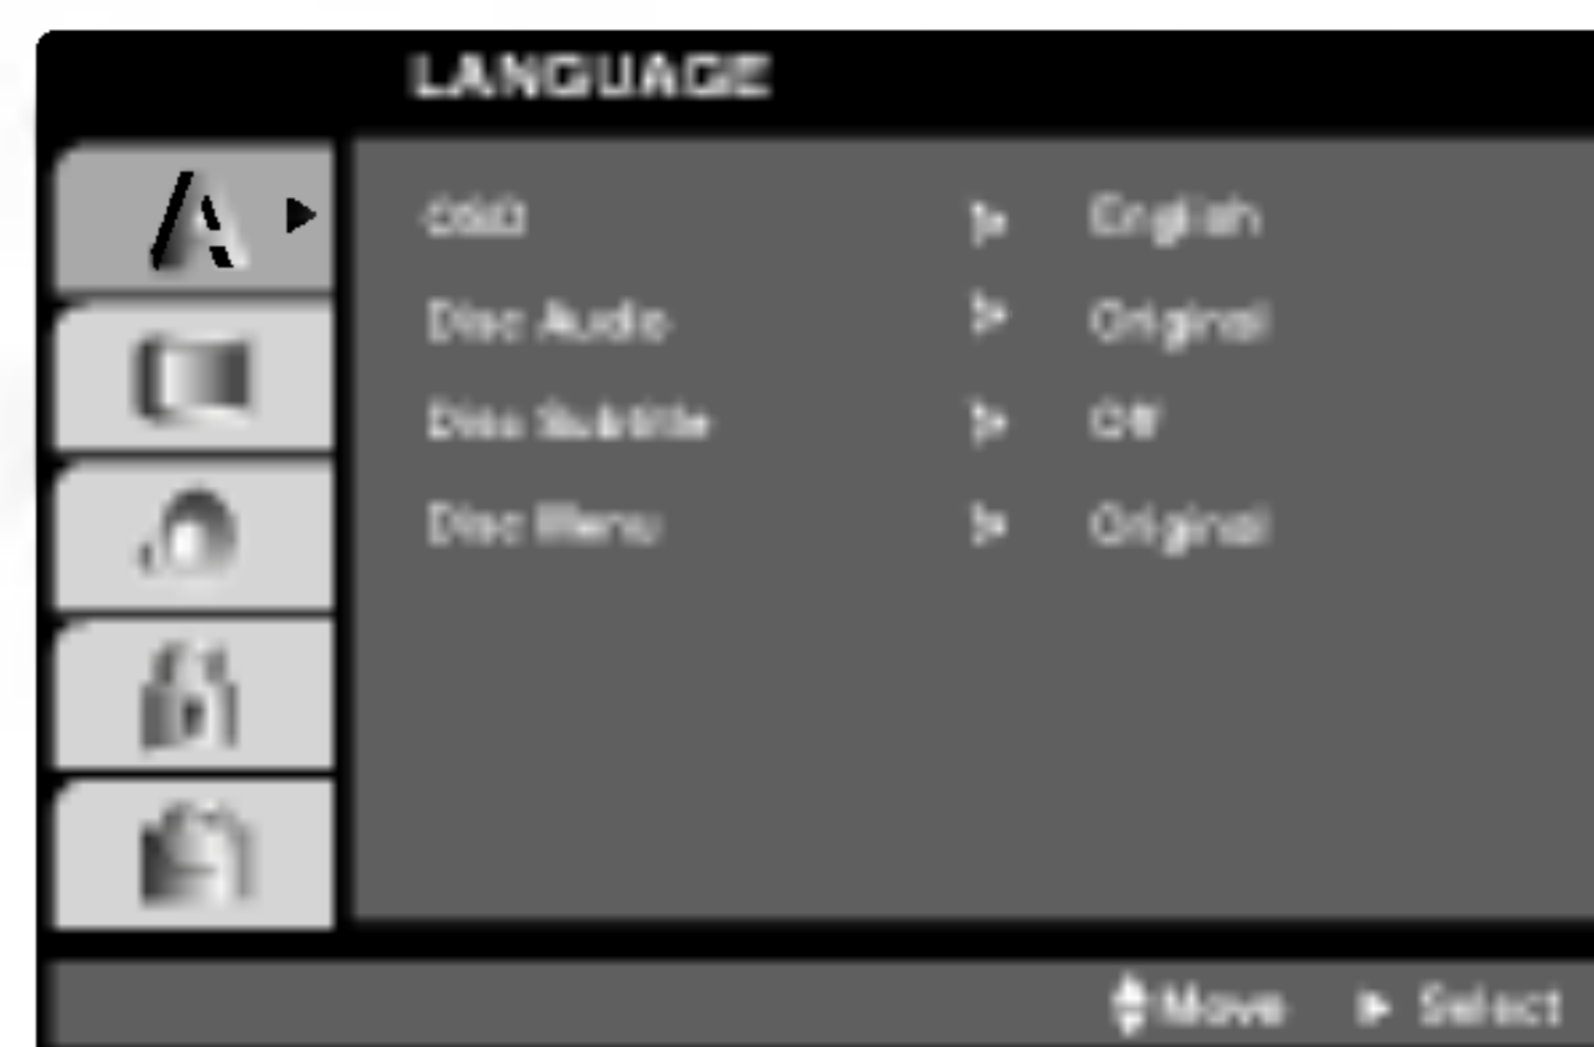 LANGUAGE
OSD English
Disc Audio Original
Disc Subtitle Off
Disc Menu Original
Move Select